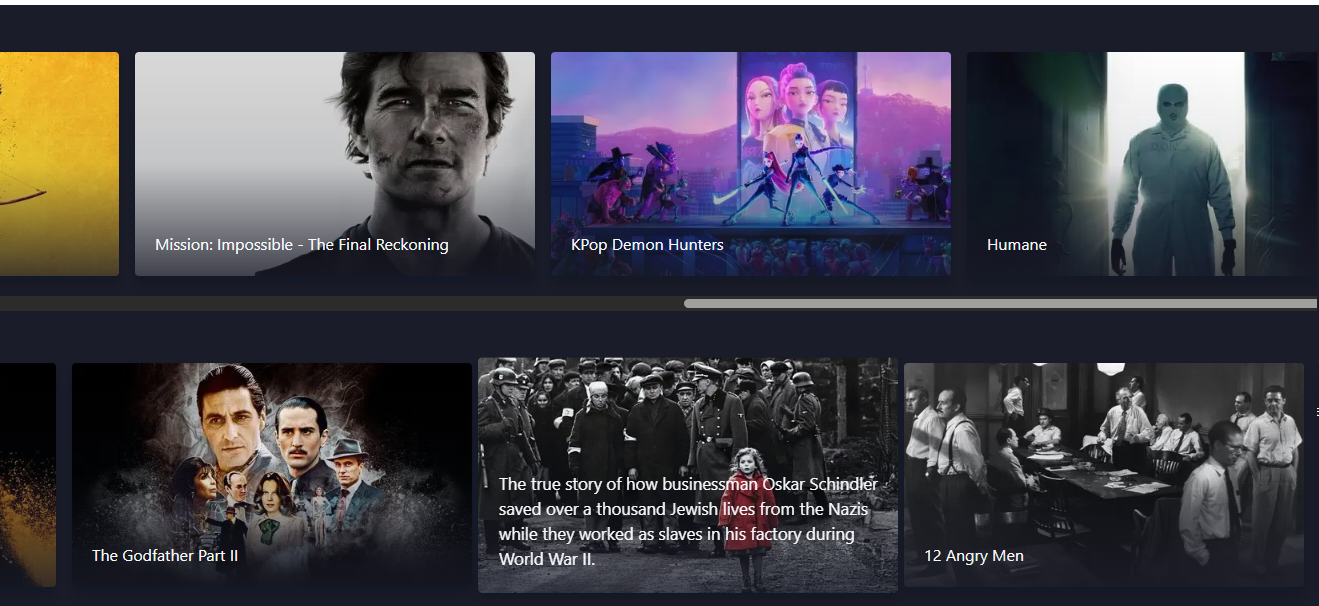 Mission: Impossible - The Final Reckoning
KPop Demon Hunters
Humane
The Godfather Part II
The true story of how businessman Oskar Schindler
saved over a thousand Jewish lives from the Nazis
while they worked as slaves in his factory during
World War II.
12 Angry Men